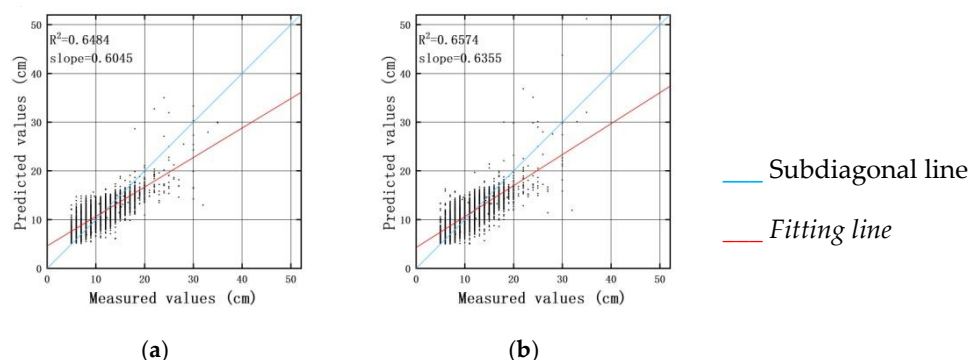 R²=0.6484
slope=0.6045
Predicted values (cm)
50
40
30
20
10
0
0 10 20 30 40 50
Measured values (cm)
(a)
R²=0.6574
slope=0.6355
Predicted values (cm)
50
40
30
20
10
0
0 10 20 30 40 50
Measured values (cm)
(b)
Subdiagonal line
Fitting line